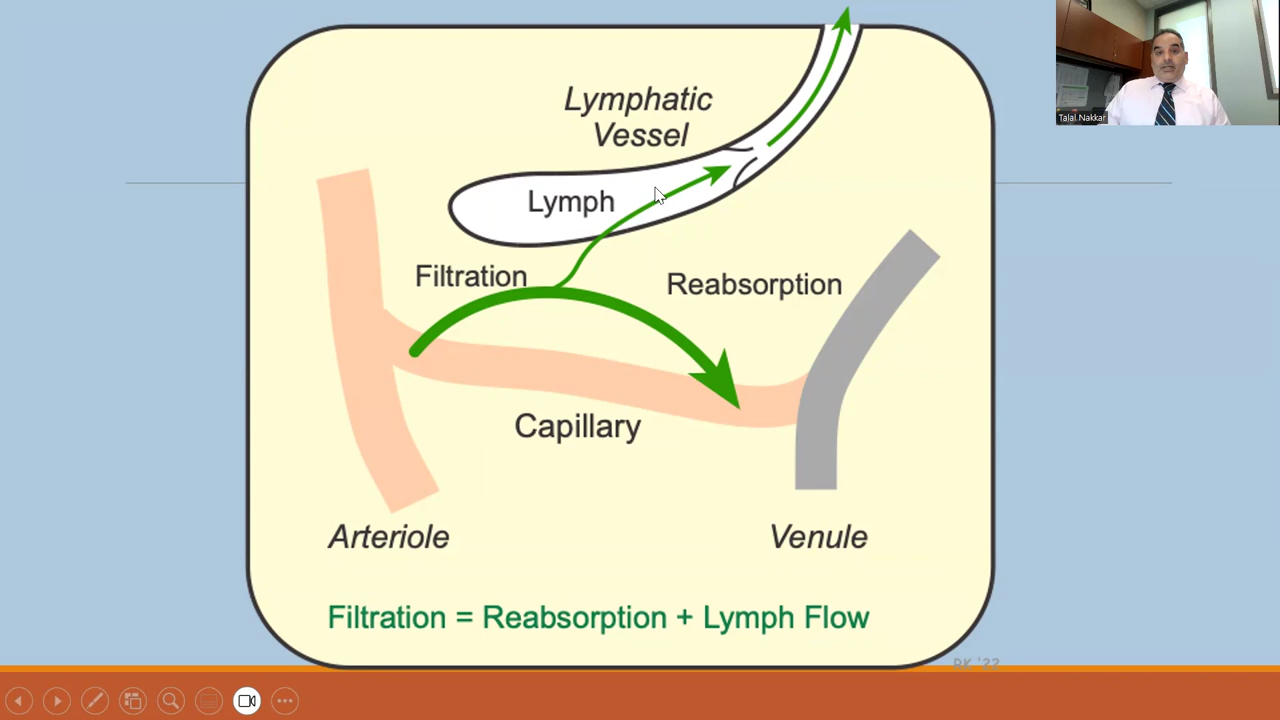 Lymphatic
Vessel
Talal Nakkar
Lymph
Filtration
Reabsorption
Capillary
Arteriole
Venule
Filtration = Reabsorption + Lymph Flow